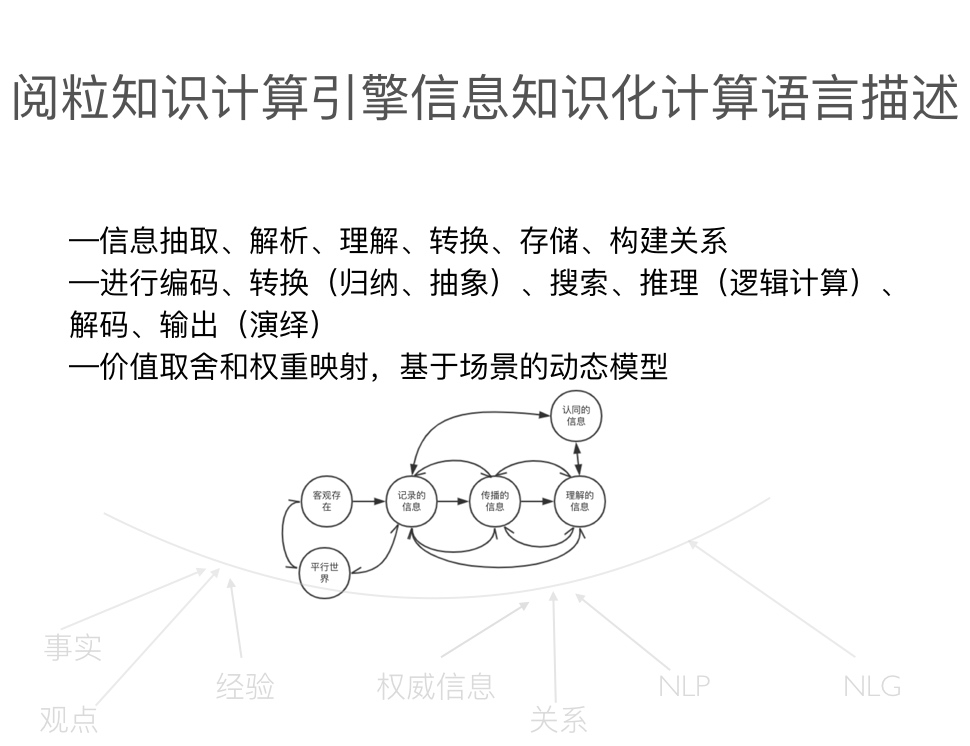 阅粒知识计算引擎信息知识化计算语言描述
—信息抽取、解析、理解、转换、存储、构建关系
—进行编码、转换（归纳、抽象）、搜索、推理（逻辑计算）、
解码、输出（演绎）
—价值取舍和权重映射，基于场景的动态模型
认同的
信息
客观存
在
记录的
信息
传播的
信息
理解的
信息
平行世
界
事实
经验
权威信息
NLP
NLG
观点
关系